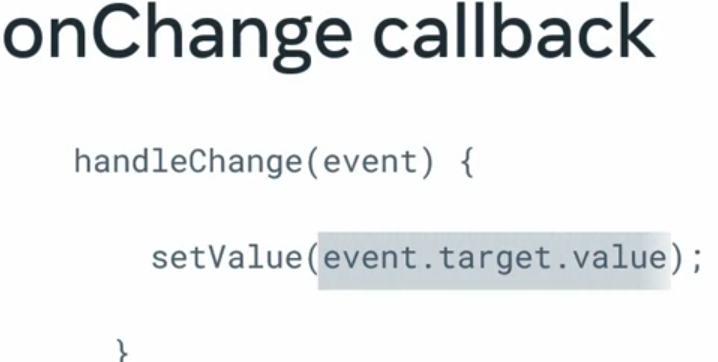 onChange callback
handleChange(event) {
setValue(event.target.value);
}